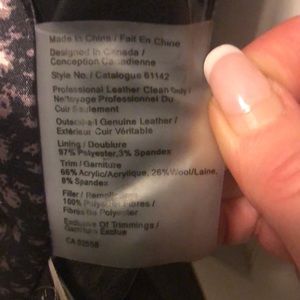 Made in China / Fait En Chine
Designed In Canada /
Conception Canadienne
Style No. / Catalogue 61142
Professional Leather Clean Only /
Nettoyage Professionnel Du
Cuir Seulement
Outershell Genuine Leather /
Extérieur Cuir Véritable
Lining / Doublure
97% Polyester, 3% Spandex
Trim / Garniture
66% Acrylic/Acrylique, 26% Wool/Laine,
8% Spandex
Filler / Remplissage
100% Polyester Fibres /
Fibres De Polyester
Exclusive Of Trimmings /
Garniture Exclue
CA 02558